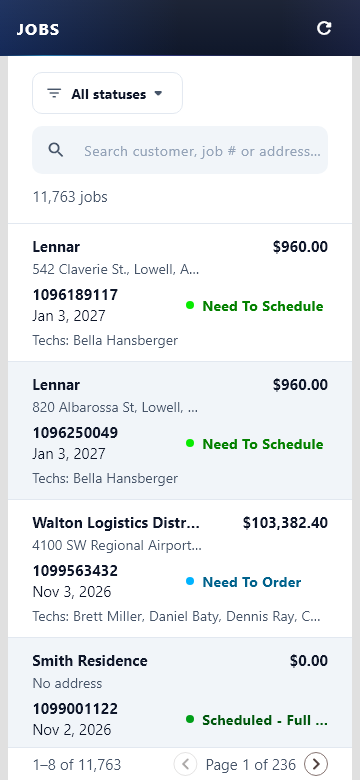 JOBS
All statuses
Search customer, job # or address...
11,763 jobs
Lennar $960.00
542 Claverie St., Lowell, A...
1096189117
Need To Schedule
Jan 3, 2027
Techs: Bella Hansberger
Lennar $960.00
820 Albarossa St, Lowell, ...
1096250049
Need To Schedule
Jan 3, 2027
Techs: Bella Hansberger
Walton Logistics Distr... $103,382.40
4100 SW Regional Airport...
1099563432
Need To Order
Nov 3, 2026
Techs: Brett Miller, Daniel Baty, Dennis Ray, C...
Smith Residence $0.00
No address
1099001122
Scheduled - Full ...
Nov 2, 2026
1–8 of 11,763 Page 1 of 236